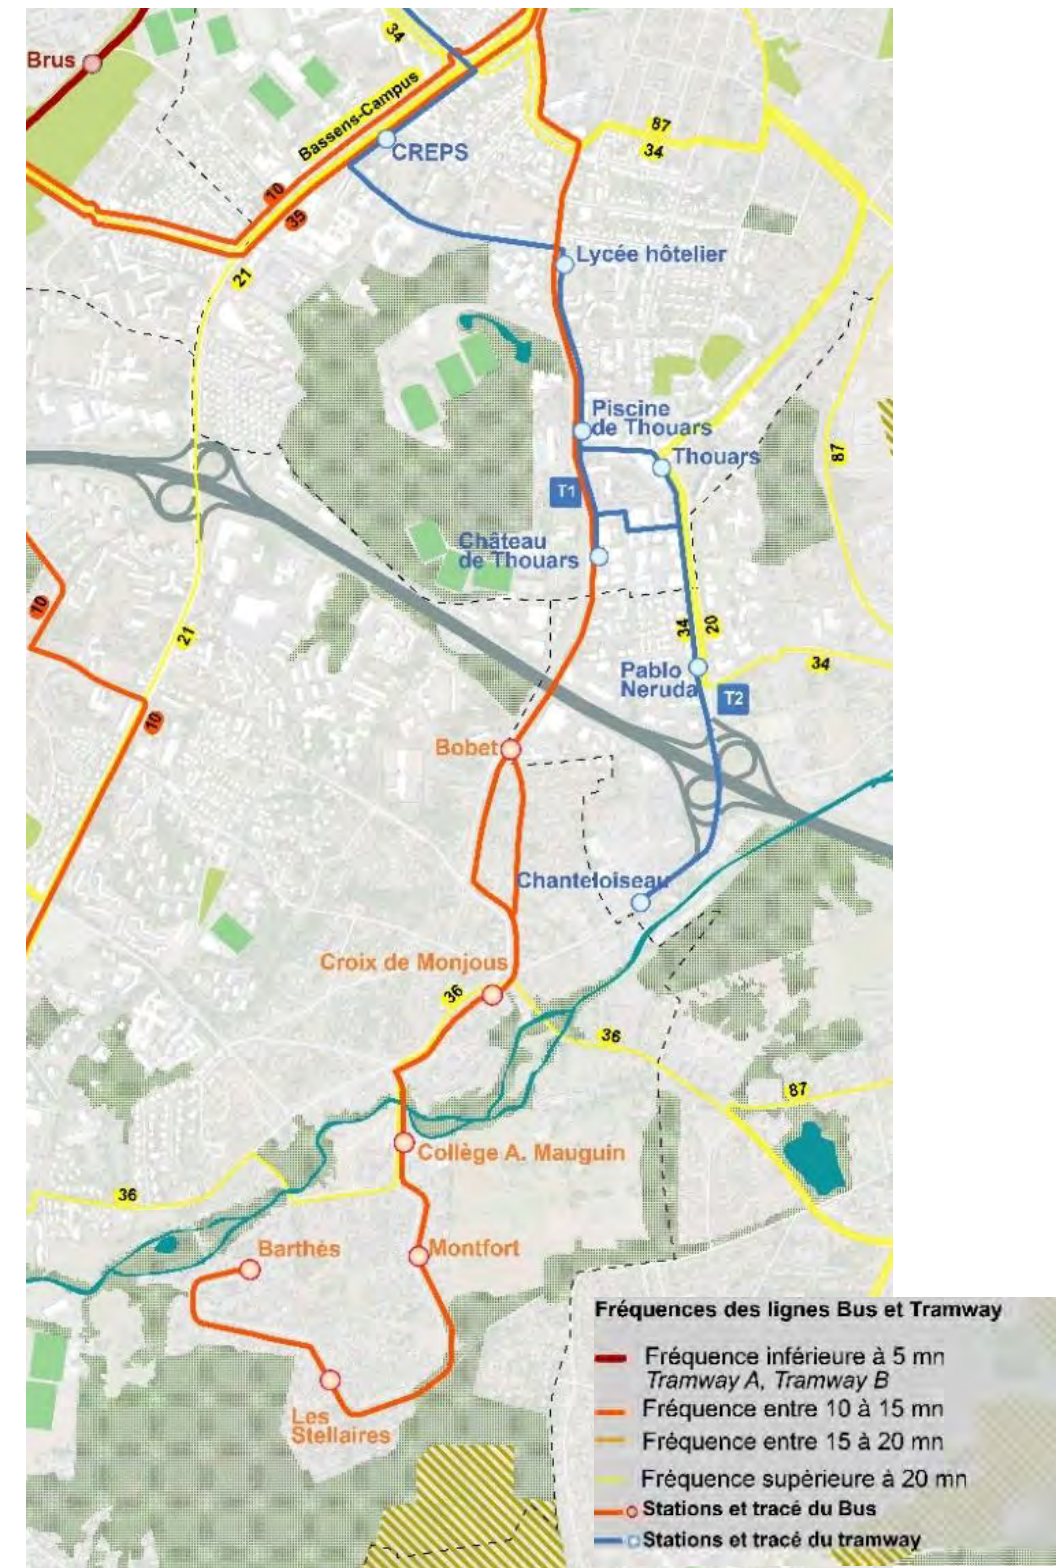 34
Brus
Bassens-Campus
87
CREPS
34
10
35
Lycée hôtelier
21
Piscine
de Thouars
87
Thouars
T1
Château
de Thouars
10
21
34
20
34
Pablo
Neruda
T2
10
Bobet
Chanteloiseau
Croix de Monjous
36
36
87
Collège A. Mauguin
36
Barthès
Montfort
Les
Stellaires
Fréquences des lignes Bus et Tramway
Fréquence inférieure à 5 mn
Tramway A, Tramway B
Fréquence entre 10 à 15 mn
Fréquence entre 15 à 20 mn
Fréquence supèrieure à 20 mn
Stations et tracé du Bus
Stations et tracé du tramway